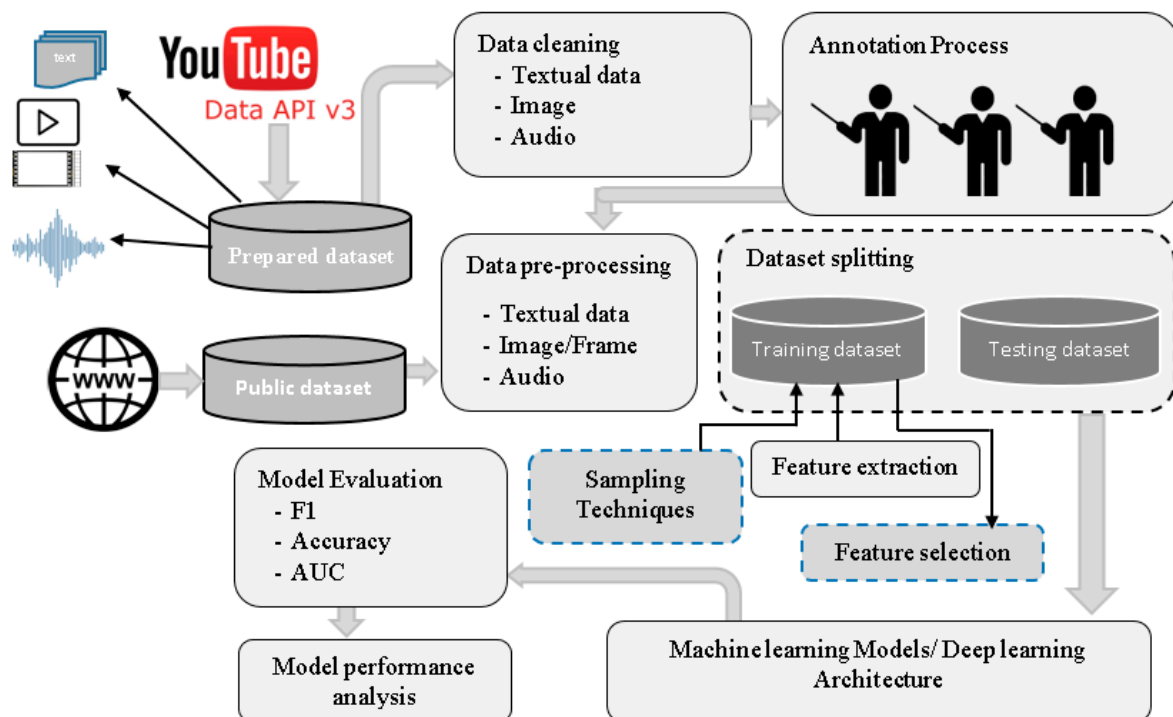 text
YouTube
Data API v3
Prepared dataset
WWW
Public dataset
Data cleaning
- Textual data
- Image
- Audio
Annotation Process
Data pre-processing
- Textual data
- Image/Frame
- Audio
Dataset splitting
Training dataset
Testing dataset
Sampling
Techniques
Feature extraction
Feature selection
Machine learning Models/ Deep learning
Architecture
Model Evaluation
- F1
- Accuracy
- AUC
Model performance
analysis